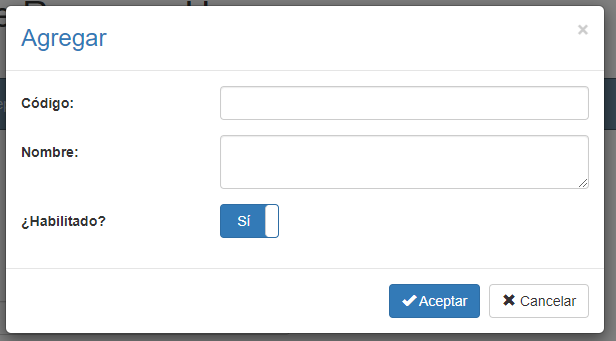 Agregar
×
Código:
Nombre:
¿Habilitado? Sí
Aceptar Cancelar